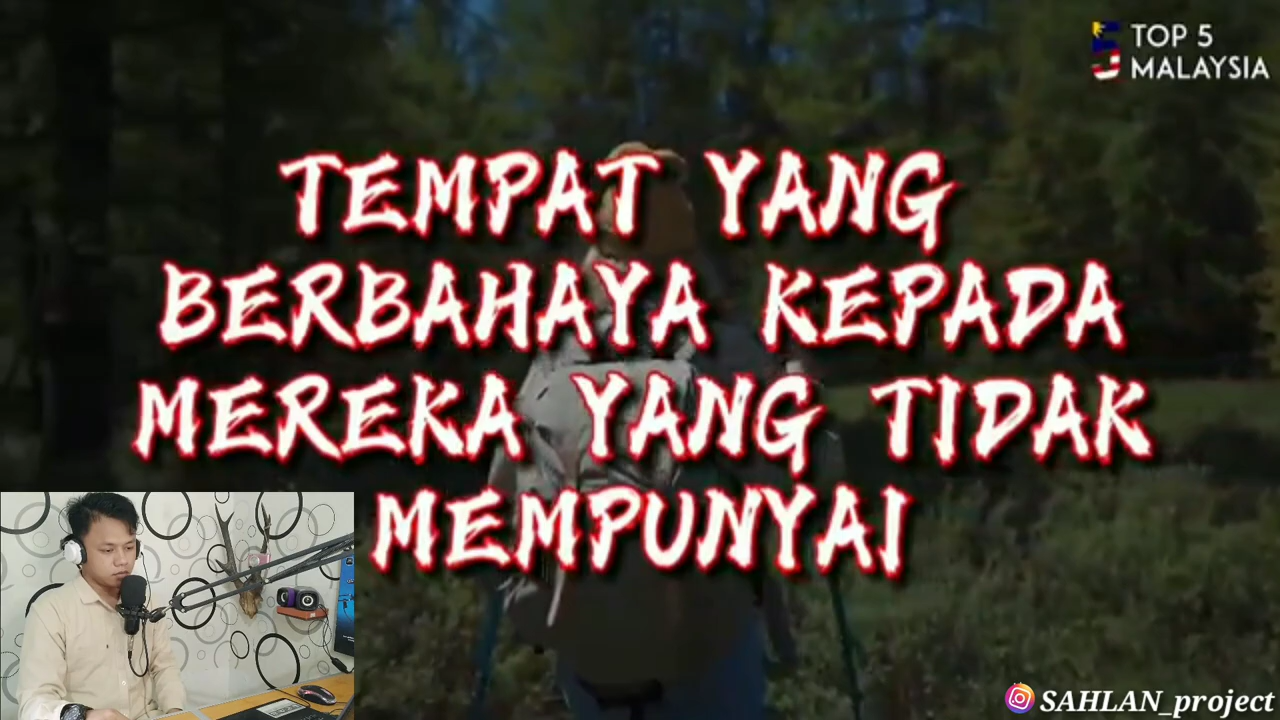 TOP 5
MALAYSIA
TEMPAT YANG
BERBAHAYA KEPADA
MEREKA YANG TIDAK
MEMPUNYAI
SAHLAN_project